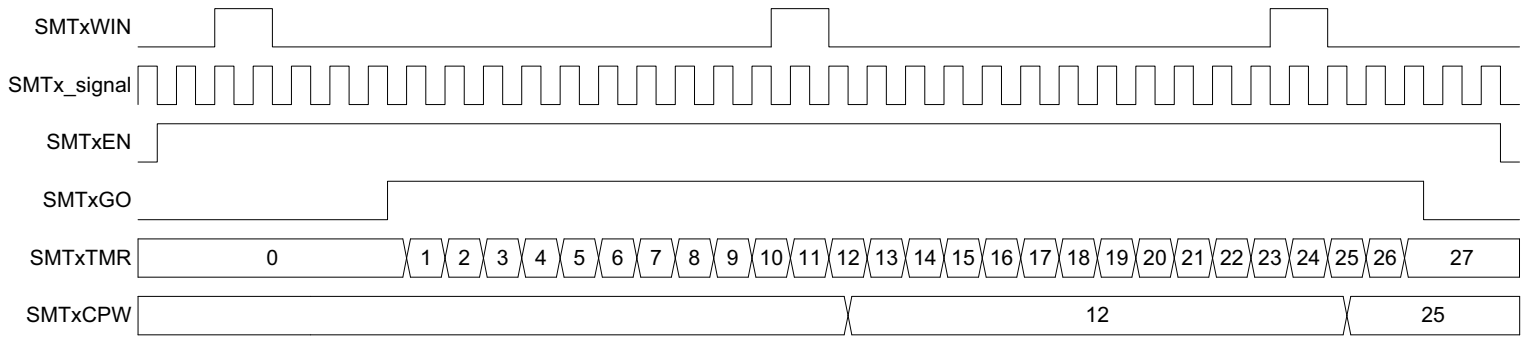 SMTxWIN
SMTx_signal
SMTxEN
SMTxGO
SMTxTMR 0 1 2 3 4 5 6 7 8 9 10 11 12 13 14 15 16 17 18 19 20 21 22 23 24 25 26 27
SMTxCPW 12 25